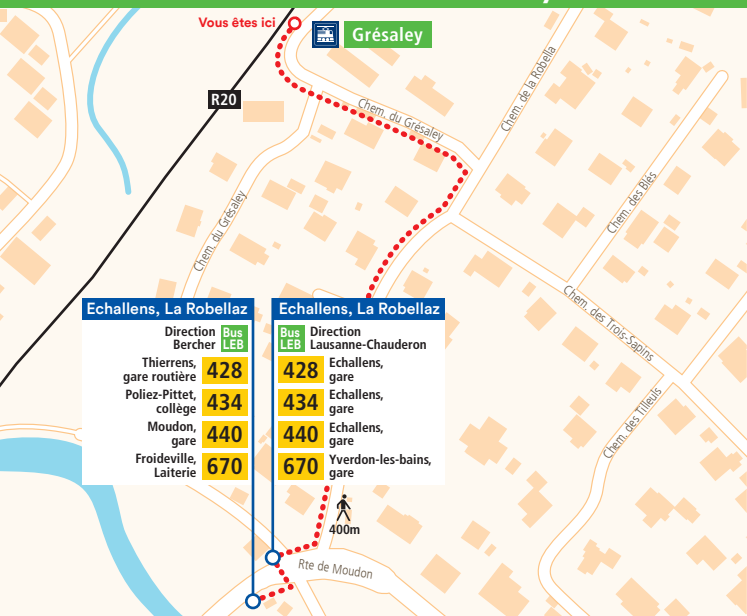 Vous êtes ici
Grésaley
R20
Chem. du Grésaley
Chem. de la Robella
Chem. des Blés
Chem. du Grésaley
Chem. des Trois-Sapins
Chem. des Tilleuls
Echallens, La Robellaz
Direction
Bercher
Bus
LEB
Thierrens,
gare routière
428
Poliez-Pittet,
collège
434
Moudon,
gare
440
Froideville,
Laiterie
670
Echallens, La Robellaz
Bus
LEB
Direction
Lausanne-Chauderon
428
Echallens,
gare
434
Echallens,
gare
440
Echallens,
gare
670
Yverdon-les-bains,
gare
400m
Rte de Moudon